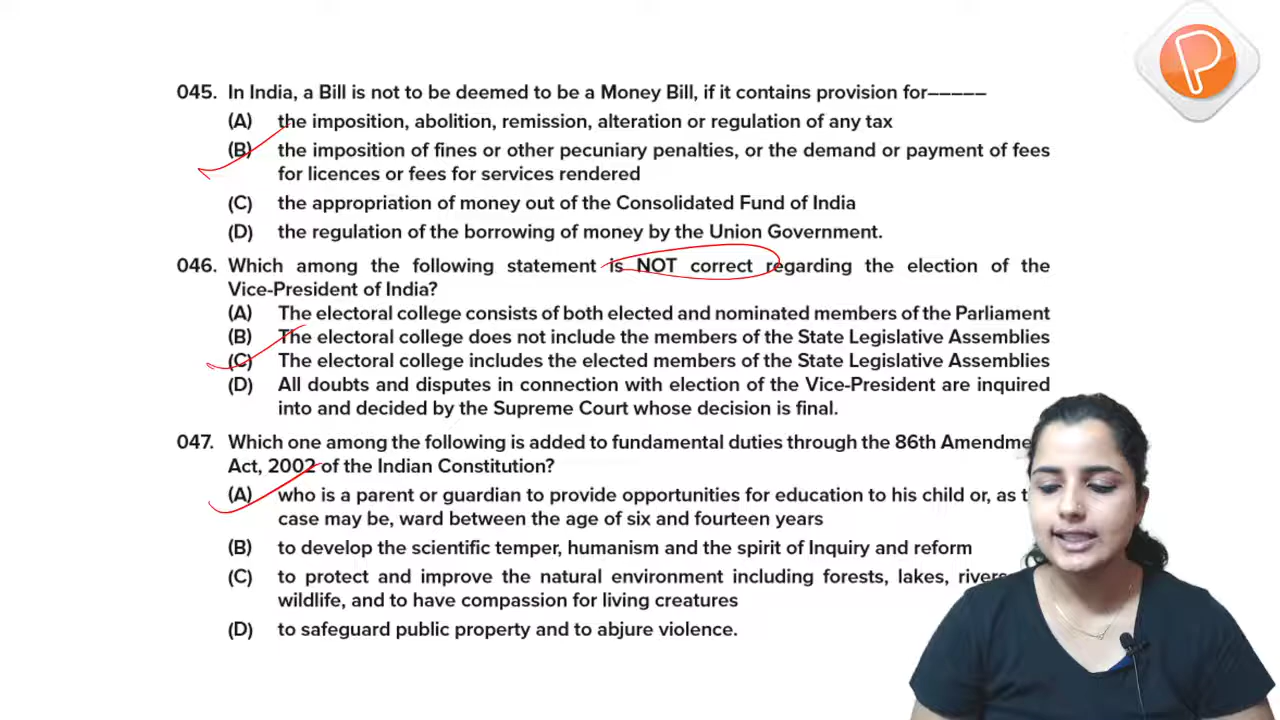 045. In India, a Bill is not to be deemed to be a Money Bill, if it contains provision for–––––
(A) the imposition, abolition, remission, alteration or regulation of any tax
(B) the imposition of fines or other pecuniary penalties, or the demand or payment of fees
for licences or fees for services rendered
(C) the appropriation of money out of the Consolidated Fund of India
(D) the regulation of the borrowing of money by the Union Government.
046. Which among the following statement is NOT correct regarding the election of the
Vice-President of India?
(A) The electoral college consists of both elected and nominated members of the Parliament
(B) The electoral college does not include the members of the State Legislative Assemblies
(C) The electoral college includes the elected members of the State Legislative Assemblies
(D) All doubts and disputes in connection with election of the Vice-President are inquired
into and decided by the Supreme Court whose decision is final.
047. Which one among the following is added to fundamental duties through the 86th
Act, 2002 of the Indian Constitution?
(A) who is a parent or guardian to provide opportunities for education to his child or, as
case may be, ward between the age of six and fourteen years
(B) to develop the scientific temper, humanism and the spirit of Inquiry and reform
(C) to protect and improve the natural environment including forests, lakes,
wildlife, and to have compassion for living creatures
(D) to safeguard public property and to abjure violence.
P